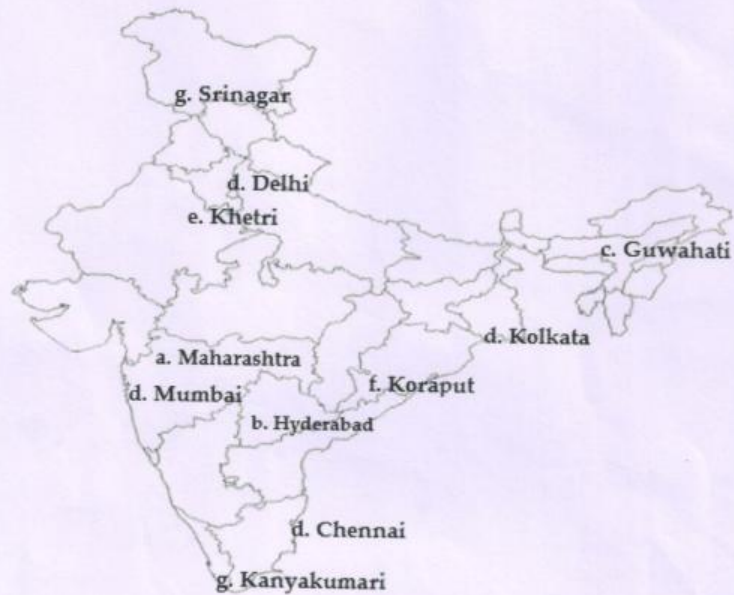 g. Srinagar
d. Delhi
e. Khetri
c. Guwahati
d. Kolkata
a. Maharashtra
f. Koraput
d. Mumbai
b. Hyderabad
d. Chennai
g. Kanyakumari